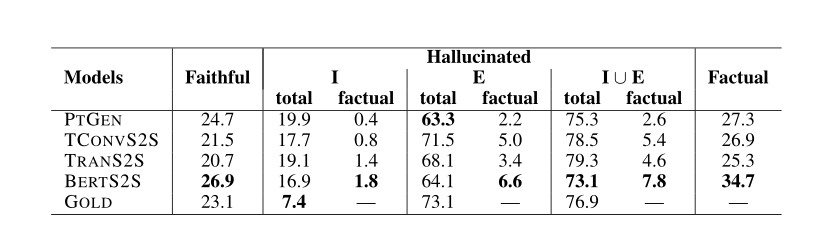 Hallucinated
Models Faithful I E I ∪ E Factual
total factual total factual total factual
PTGEN 24.7 19.9 0.4 63.3 2.2 75.3 2.6 27.3
TCONVS2S 21.5 17.7 0.8 71.5 5.0 78.5 5.4 26.9
TRANS2S 20.7 19.1 1.4 68.1 3.4 79.3 4.6 25.3
BERTS2S 26.9 16.9 1.8 64.1 6.6 73.1 7.8 34.7
GOLD 23.1 7.4 — 73.1 — 76.9 — —